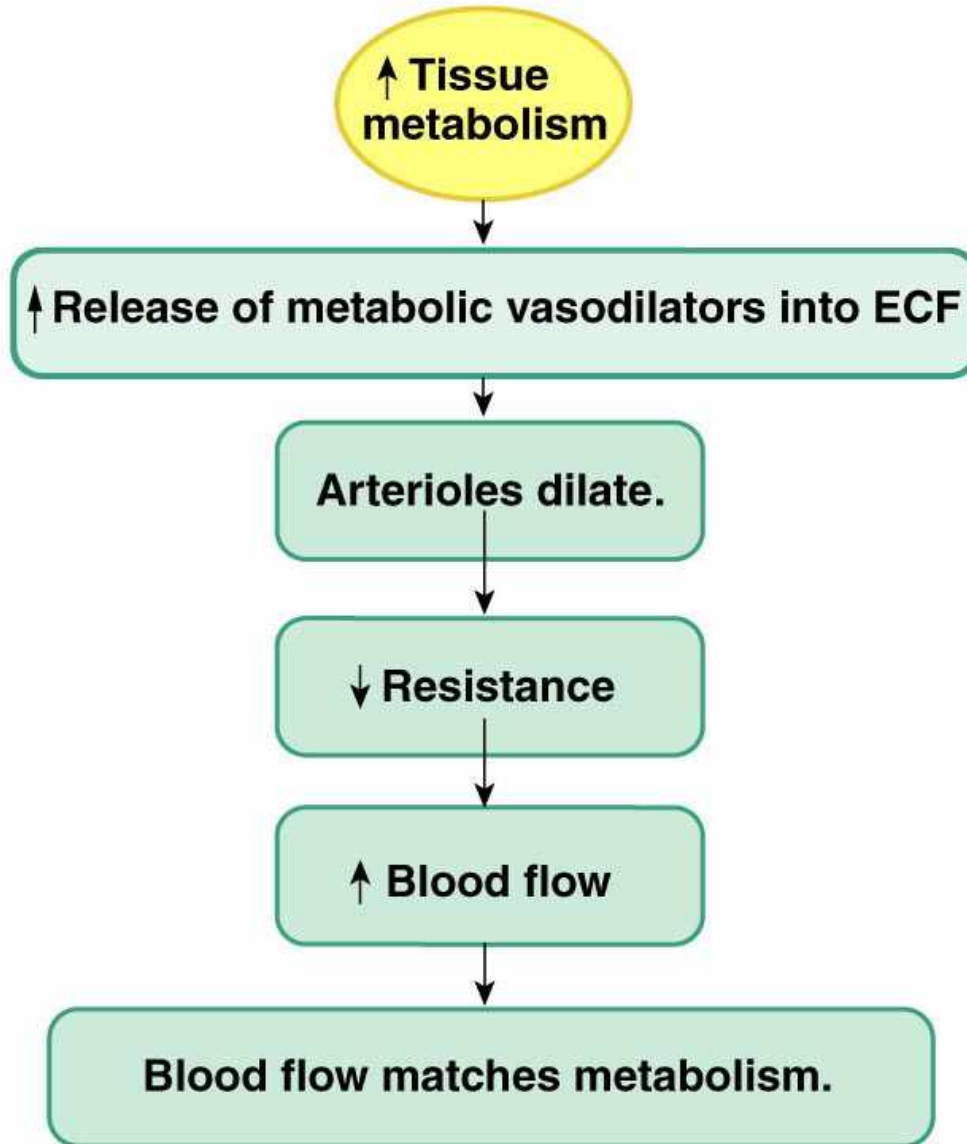 ↑ Tissue
metabolism
↑ Release of metabolic vasodilators into ECF
Arterioles dilate.
↓ Resistance
↑ Blood flow
Blood flow matches metabolism.